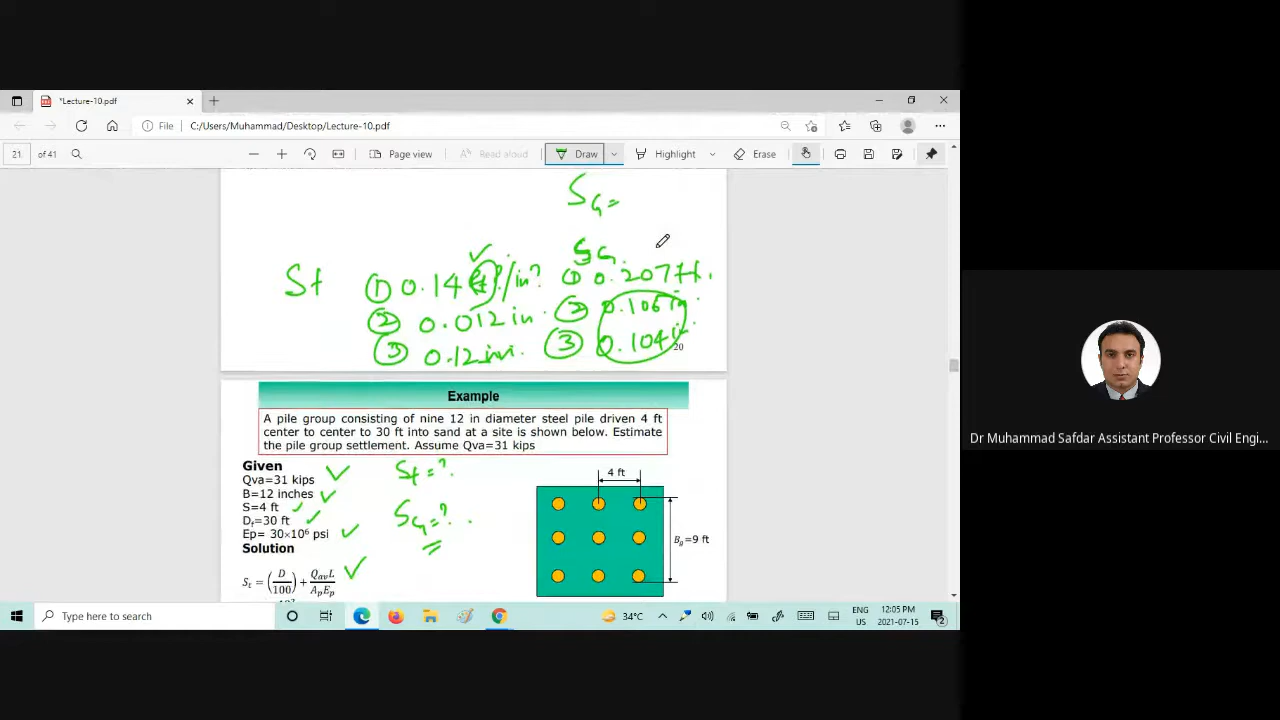 *Lecture-10.pdf
File C:/Users/Muhammad/Desktop/Lecture-10.pdf
21 of 41 Page view Read aloud Draw Highlight Erase
SG=
St ① 0.14 /in? SG. ① 0.207 ft.
② 0.012 in. ② 0.106 in.
③ 0.12 in. ③ 0.104 in.
20
Example
A pile group consisting of nine 12 in diameter steel pile driven 4 ft
center to center to 30 ft into sand at a site is shown below. Estimate
the pile group settlement. Assume Qva=31 kips
Given
Qva=31 kips
B=12 inches
S=4 ft
Df=30 ft
Ep= 30×10⁶ psi
Solution
St = (D/100) + QavL/ApEp
St=?
SG=?
4 ft
Bg=9 ft
Dr Muhammad Safdar Assistant Professor Civil Engi...
Type here to search
34°C
ENG
US
12:05 PM
2021-07-15
2